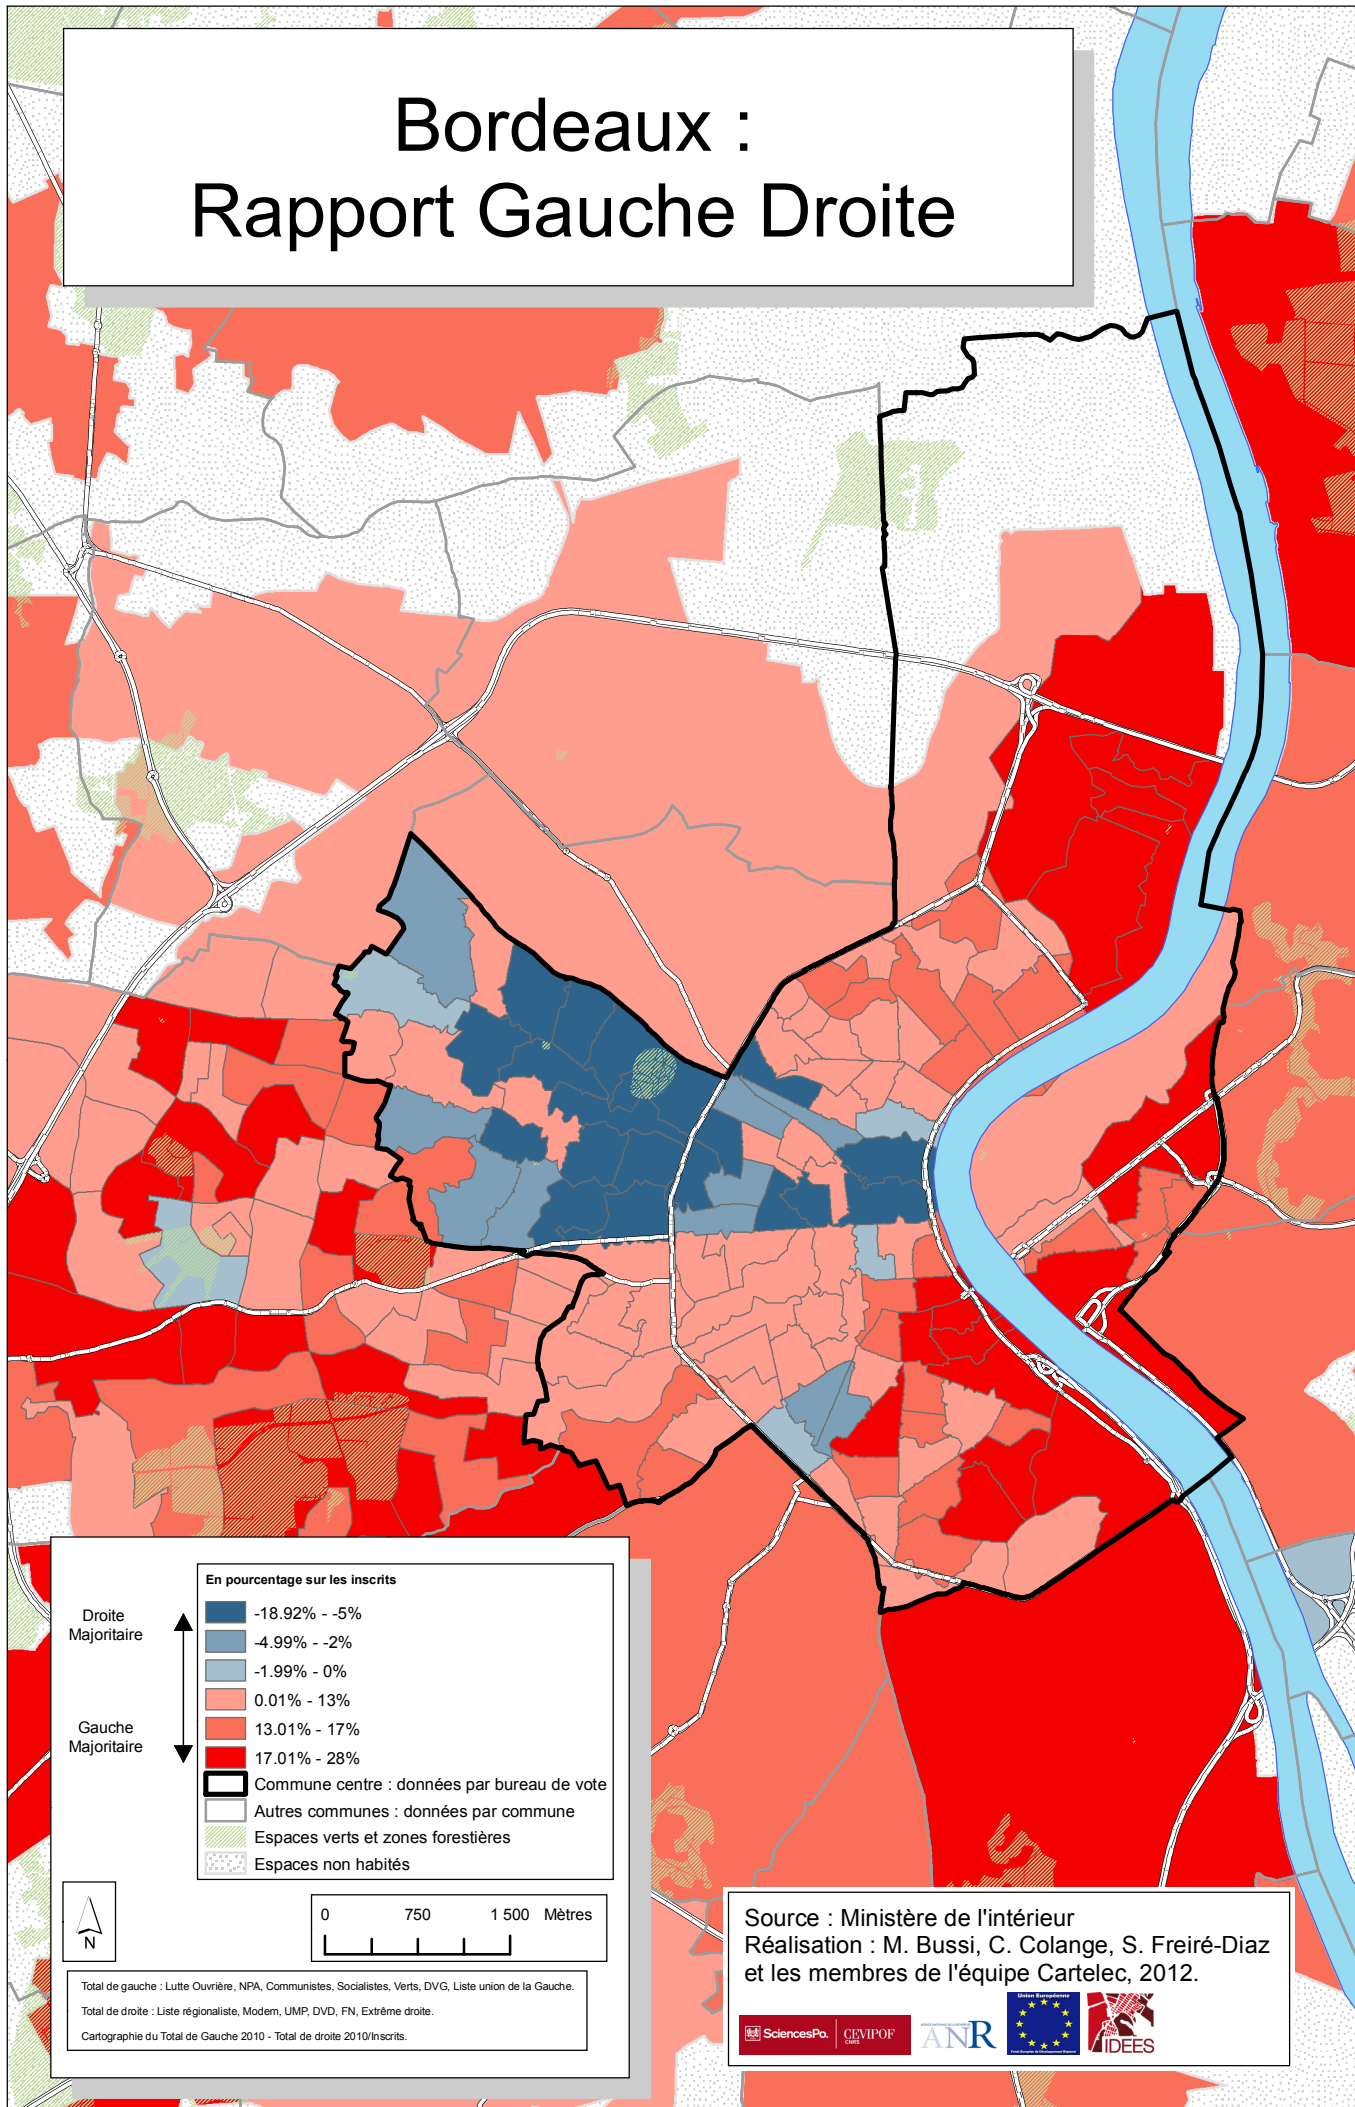 Bordeaux :
Rapport Gauche Droite
En pourcentage sur les inscrits
Droite
Majoritaire
Gauche
Majoritaire
-18.92% - -5%
-4.99% - -2%
-1.99% - 0%
0.01% - 13%
13.01% - 17%
17.01% - 28%
Commune centre : données par bureau de vote
Autres communes : données par commune
Espaces verts et zones forestières
Espaces non habités
N
0 750 1 500 Mètres
Total de gauche : Lutte Ouvrière, NPA, Communistes, Socialistes, Verts, DVG, Liste union de la Gauche.
Total de droite : Liste régionaliste, Modem, UMP, DVD, FN, Extrême droite.
Cartographie du Total de Gauche 2010 - Total de droite 2010/Inscrits.
Source : Ministère de l'intérieur
Réalisation : M. Bussi, C. Colange, S. Freiré-Diaz
et les membres de l'équipe Cartelec, 2012.
SciencesPo.
CEVIPOF
CNRS
ANR
Union Européenne
IDEES